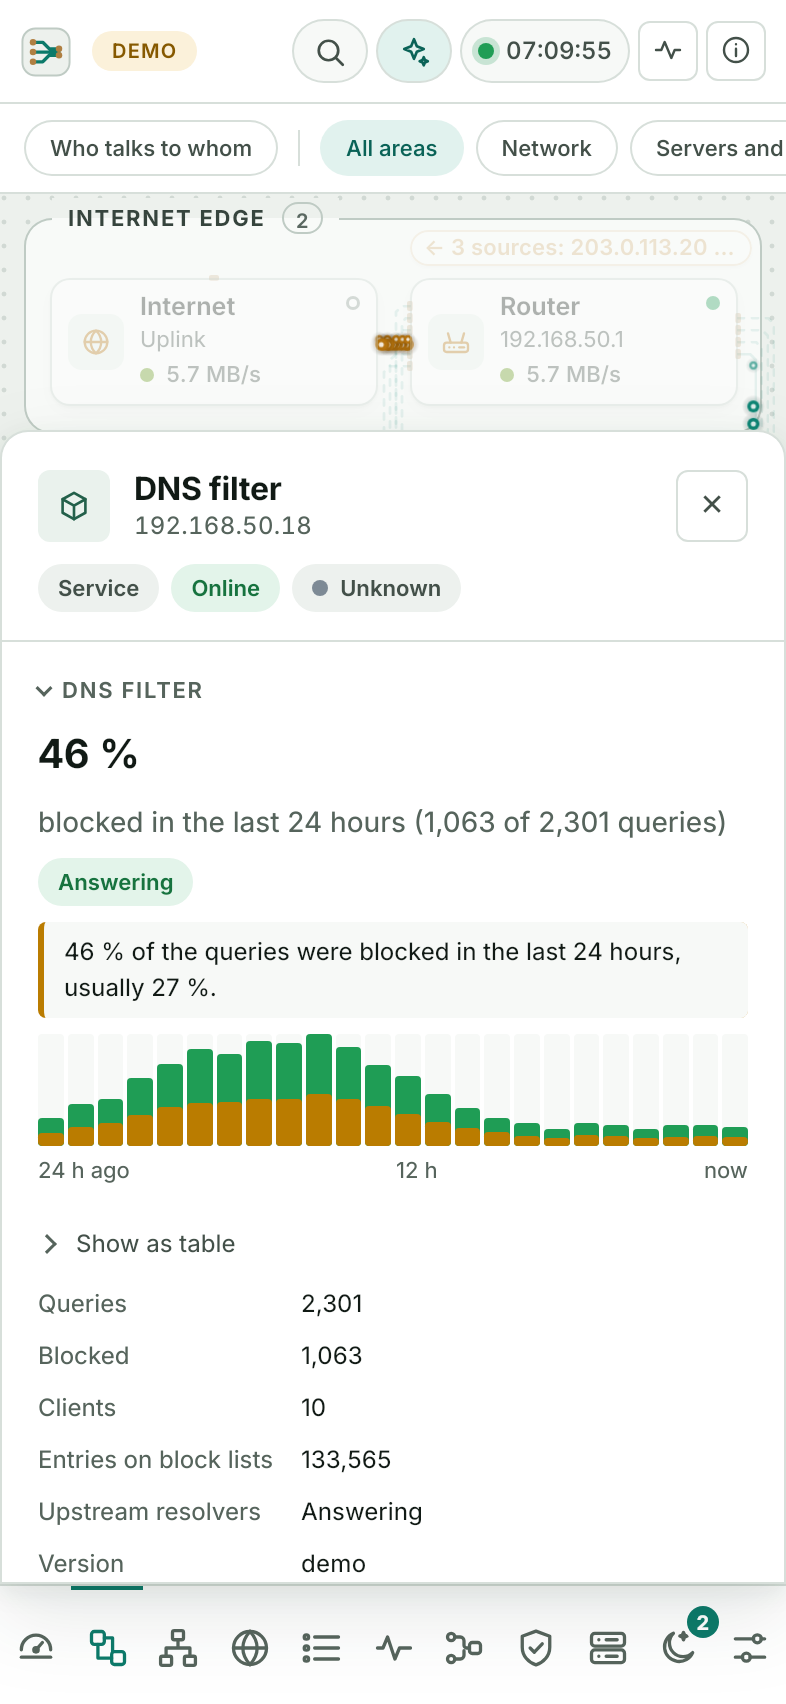 DEMO
07:09:55
Who talks to whom
All areas
Network
Servers and
INTERNET EDGE 2
← 3 sources: 203.0.113.20 ...
Internet
Uplink
5.7 MB/s
Router
192.168.50.1
5.7 MB/s
DNS filter
192.168.50.18
Service
Online
Unknown
DNS FILTER
46 %
blocked in the last 24 hours (1,063 of 2,301 queries)
Answering
46 % of the queries were blocked in the last 24 hours,
usually 27 %.
24 h ago
12 h
now
Show as table
Queries 2,301
Blocked 1,063
Clients 10
Entries on block lists 133,565
Upstream resolvers Answering
Version demo
2